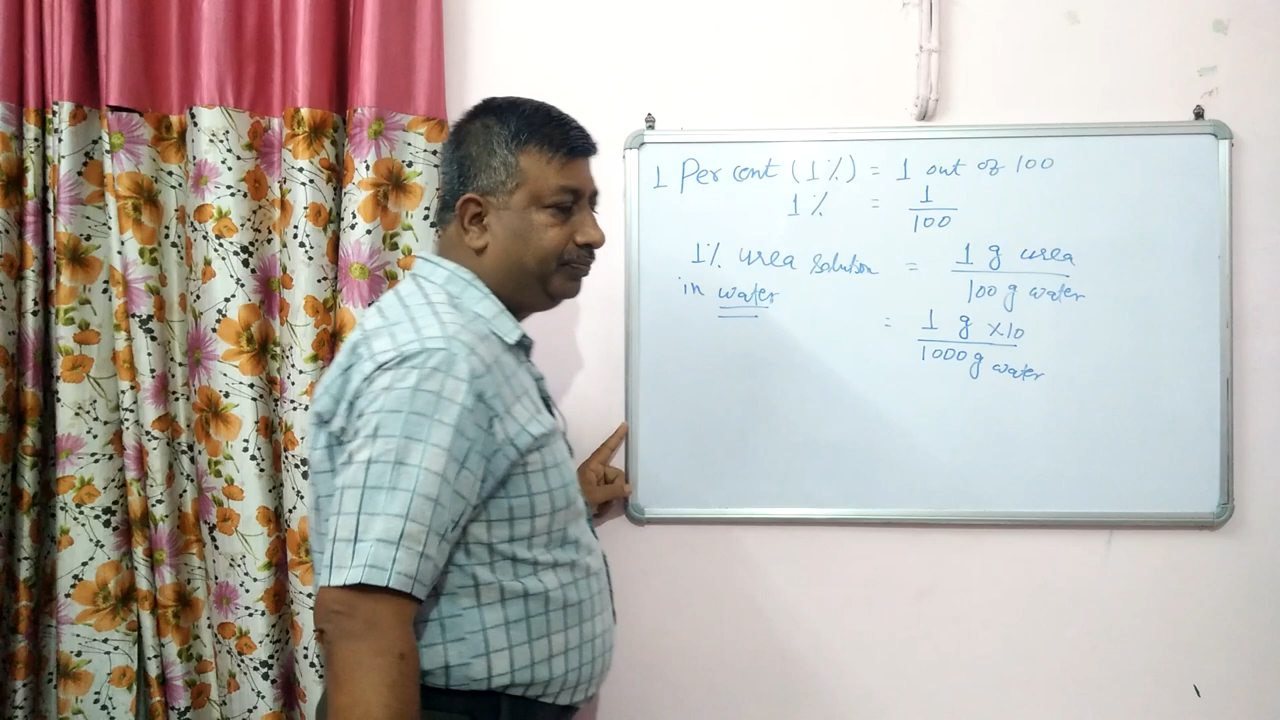 1 Per cent (1%) = 1 out of 100
1% = 1/100
1% urea solution in water = 1 g urea / 100 g water
= 1 g ×10 / 1000 g water